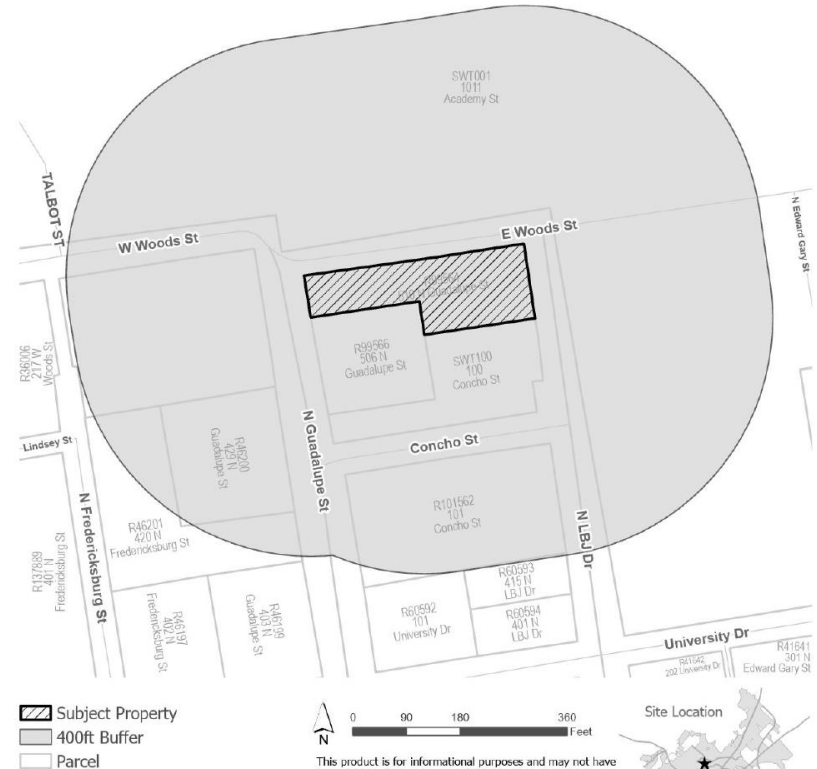 SWT001
1011
Academy St
TALBOT ST
N Edward Gary St
W Woods St
E Woods St
Guadalupe St
R36006
217 W
Woods St
R99566
506 N
Guadalupe St
SWT100
100
Concho St
N Guadalupe St
Lindsey St
R46200
429 N
Guadalupe St
Concho St
N Fredericksburg St
R46201
420 N
Fredericksburg St
R101562
101
Concho St
N LBJ Dr
R137889
401 N
Fredericksburg St
R46197
402 N
Fredericksburg St
R46199
403 N
Guadalupe St
R60592
101
University Dr
R60593
415 N
LBJ Dr
R60594
401 N
LBJ Dr
University Dr
R41642
202 University Dr
R41641
301 N
Edward Gary St
Subject Property
400ft Buffer
Parcel
N
0 90 180 360
Feet
Site Location
This product is for informational purposes and may not have